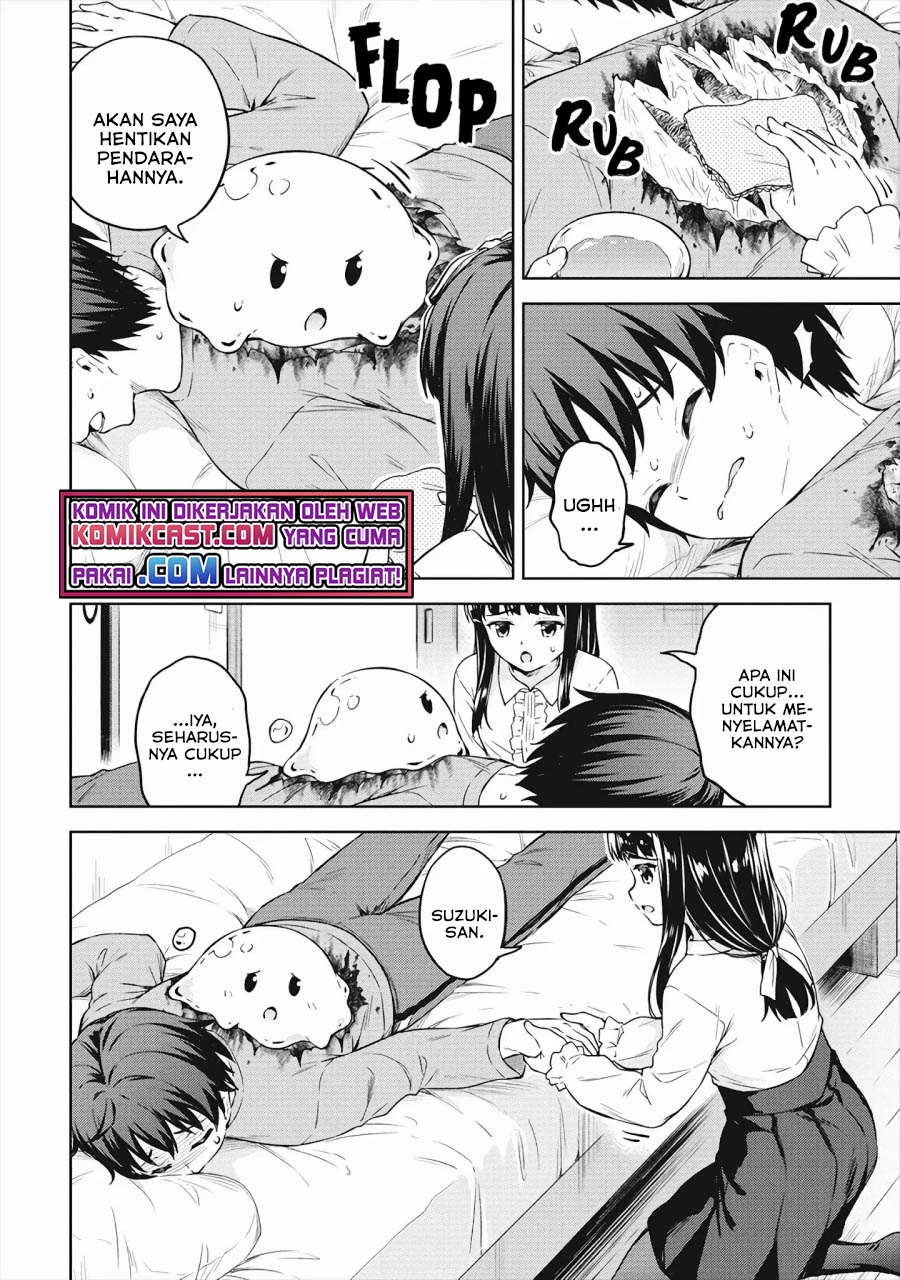 RUB
RUB
UGHH
...
FLOP
AKAN SAYA
HENTIKAN
PENDARA-
HANNYA.
KOMIK INI DIKERJAKAN OLEH WEB
KOMIKCAST.COM YANG CUMA
PAKAI .COM LAINNYA PLAGIAT!
APA INI
CUKUP...
UNTUK ME-
NYELAMAT-
KANNYA?
...IYA,
SEHARUS-
NYA CUKUP
...
SUZUKI-
SAN.